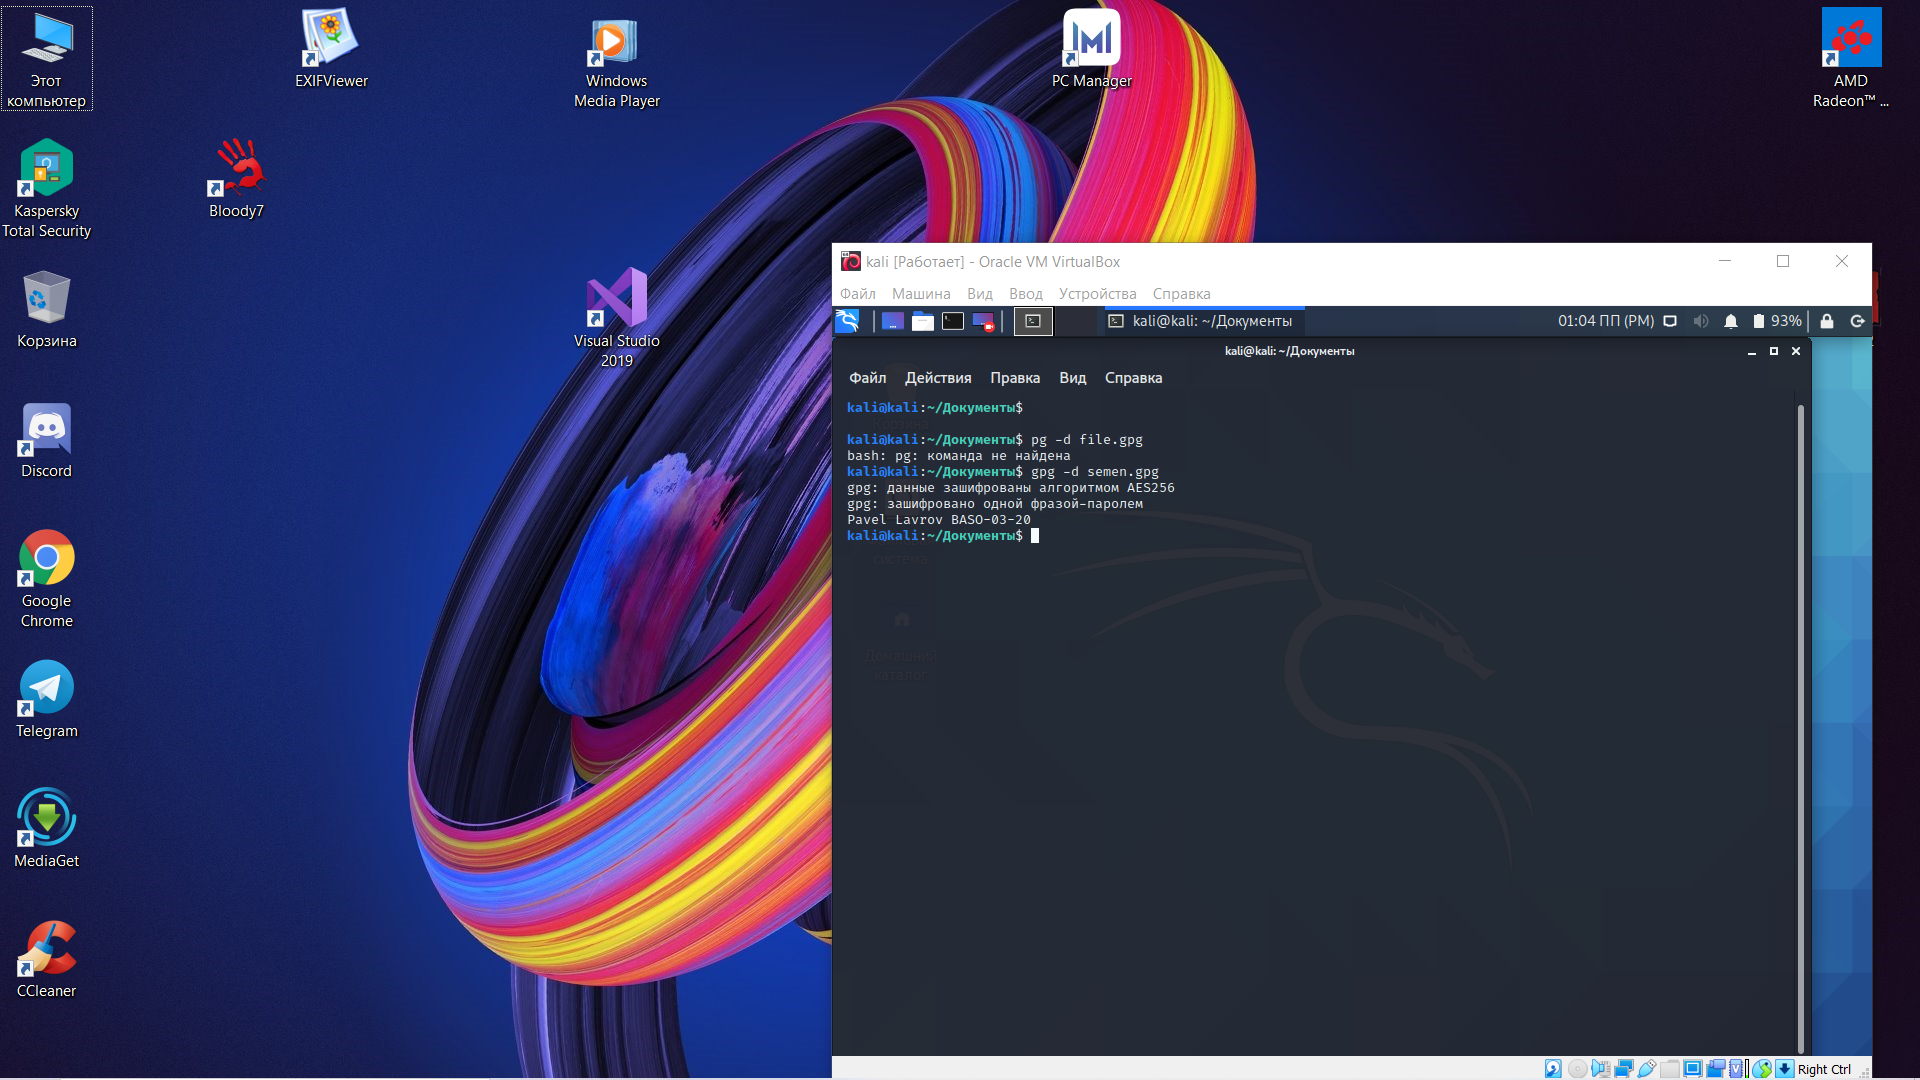 Этот
компьютер
EXIFViewer
Windows
Media Player
PC Manager
AMD
Radeon™ ...
Kaspersky
Total Security
Bloody7
Корзина
Visual Studio
2019
Discord
Google
Chrome
Telegram
MediaGet
CCleaner
kali [Работает] - Oracle VM VirtualBox
Файл Машина Вид Ввод Устройства Справка
kali@kali: ~/Документы 01:04 ПП (PM) 93%
kali@kali: ~/Документы
Файл Действия Правка Вид Справка
kali@kali:~/Документы$
kali@kali:~/Документы$ pg -d file.gpg
bash: pg: команда не найдена
kali@kali:~/Документы$ gpg -d semen.gpg
gpg: данные зашифрованы алгоритмом AES256
gpg: зашифровано одной фразой-паролем
Pavel Lavrov BASO-03-20
kali@kali:~/Документы$
система
Домашний
каталог
Right Ctrl